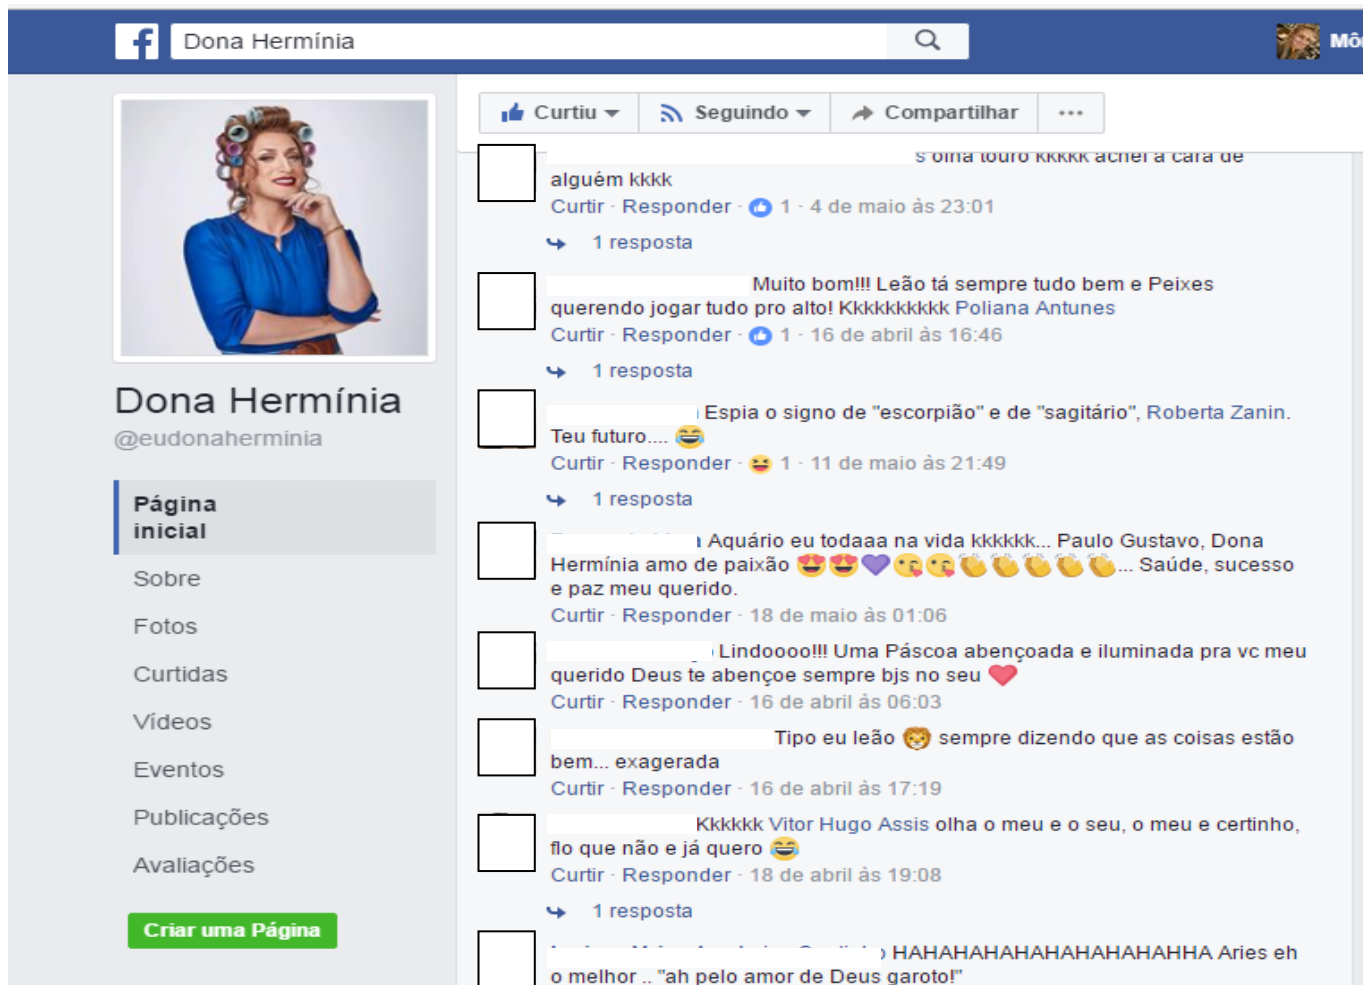 f Dona Hermínia
Mô
Curtiu
Seguindo
Compartilhar
s olha touro kkkkk achei a cara de
alguém kkkk
Curtir · Responder · 1 · 4 de maio às 23:01
1 resposta
Muito bom!!! Leão tá sempre tudo bem e Peixes
querendo jogar tudo pro alto! Kkkkkkkkkk Poliana Antunes
Curtir · Responder · 1 · 16 de abril às 16:46
1 resposta
Espia o signo de "escorpião" e de "sagitário", Roberta Zanin.
Teu futuro.... 😂
Curtir · Responder · 😆 1 · 11 de maio às 21:49
1 resposta
a Aquário eu todaaa na vida kkkkkk... Paulo Gustavo, Dona
Hermínia amo de paixão 😍😍💜😘😘👏👏👏👏👏... Saúde, sucesso
e paz meu querido.
Curtir · Responder · 18 de maio às 01:06
Lindoooo!!! Uma Páscoa abençoada e iluminada pra vc meu
querido Deus te abençoe sempre bjs no seu ❤
Curtir · Responder · 16 de abril às 06:03
Tipo eu leão 🦁 sempre dizendo que as coisas estão
bem... exagerada
Curtir · Responder · 16 de abril às 17:19
Kkkkkk Vitor Hugo Assis olha o meu e o seu, o meu e certinho,
flo que não e já quero 😂
Curtir · Responder · 18 de abril às 19:08
1 resposta
HAHAHAHAHAHAHAHAHAHHA Aries eh
o melhor .. "ah pelo amor de Deus garoto!"
Dona Hermínia
@eudonaherminia
Página
inicial
Sobre
Fotos
Curtidas
Vídeos
Eventos
Publicações
Avaliações
Criar uma Página